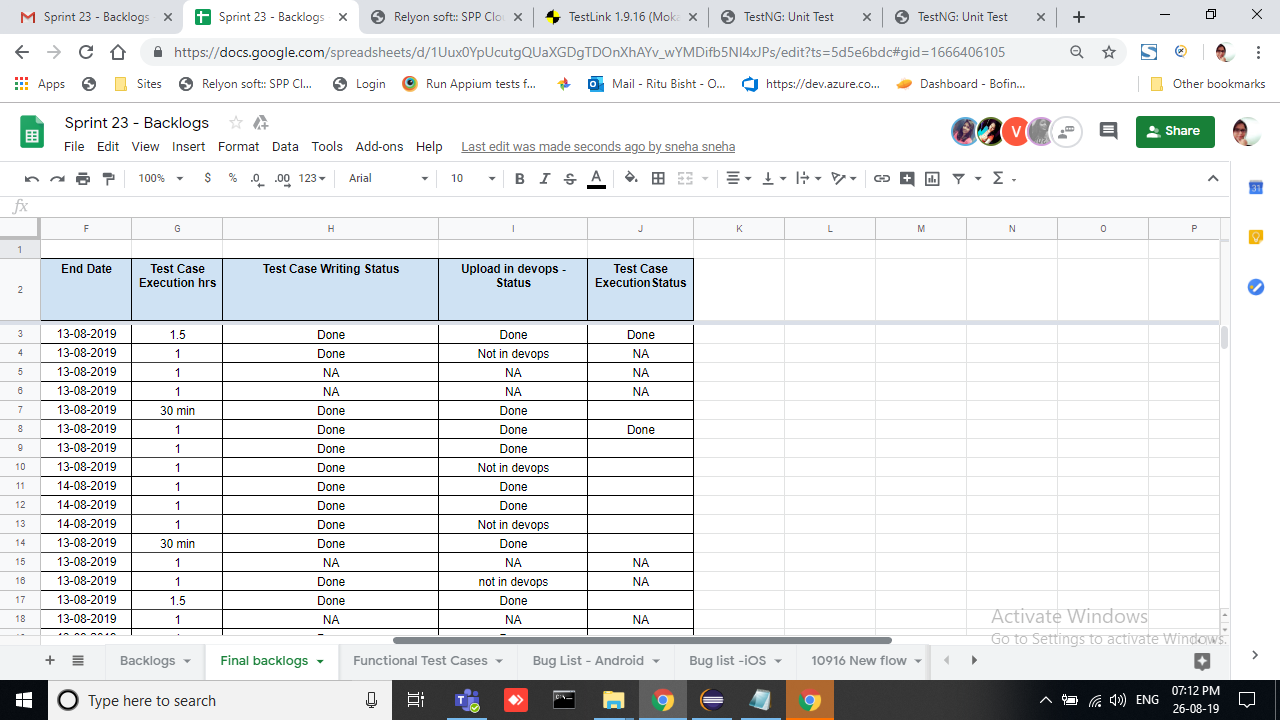 Sprint 23 - Backlogs
Sprint 23 - Backlogs
Relyon soft:: SPP Clo
TestLink 1.9.16 (Moka
TestNG: Unit Test
TestNG: Unit Test
https://docs.google.com/spreadsheets/d/1Uux0YpUcutgQUaXGDgTDOnXhAYv_wYMDifb5NI4xJPs/edit?ts=5d5e6bdc#gid=1666406105
Apps Sites Relyon soft:: SPP Cl... Login Run Appium tests f... Mail - Ritu Bisht - O... https://dev.azure.co... Dashboard - Bofin... Other bookmarks
Sprint 23 - Backlogs
V
Share
File Edit View Insert Format Data Tools Add-ons Help Last edit was made seconds ago by sneha sneha
100% $ % .0 .00 123 Arial 10 B I S A Σ
31
fx
F G H I J K L M N O P
1
2 End Date Test Case Execution hrs Test Case Writing Status Upload in devops - Status Test Case Execution Status
3 13-08-2019 1.5 Done Done Done
4 13-08-2019 1 Done Not in devops NA
5 13-08-2019 1 NA NA NA
6 13-08-2019 1 NA NA NA
7 13-08-2019 30 min Done Done
8 13-08-2019 1 Done Done Done
9 13-08-2019 1 Done Done
10 13-08-2019 1 Done Not in devops
11 14-08-2019 1 Done Done
12 14-08-2019 1 Done Done
13 14-08-2019 1 Done Not in devops
14 13-08-2019 30 min Done Done
15 13-08-2019 1 NA NA NA
16 13-08-2019 1 Done not in devops NA
17 13-08-2019 1.5 Done Done
18 13-08-2019 1 NA NA NA
Activate Windows
Go to Settings to activate Windows.
Backlogs Final backlogs Functional Test Cases Bug List - Android Bug list -iOS 10916 New flow
Type here to search
ENG
07:12 PM
26-08-19